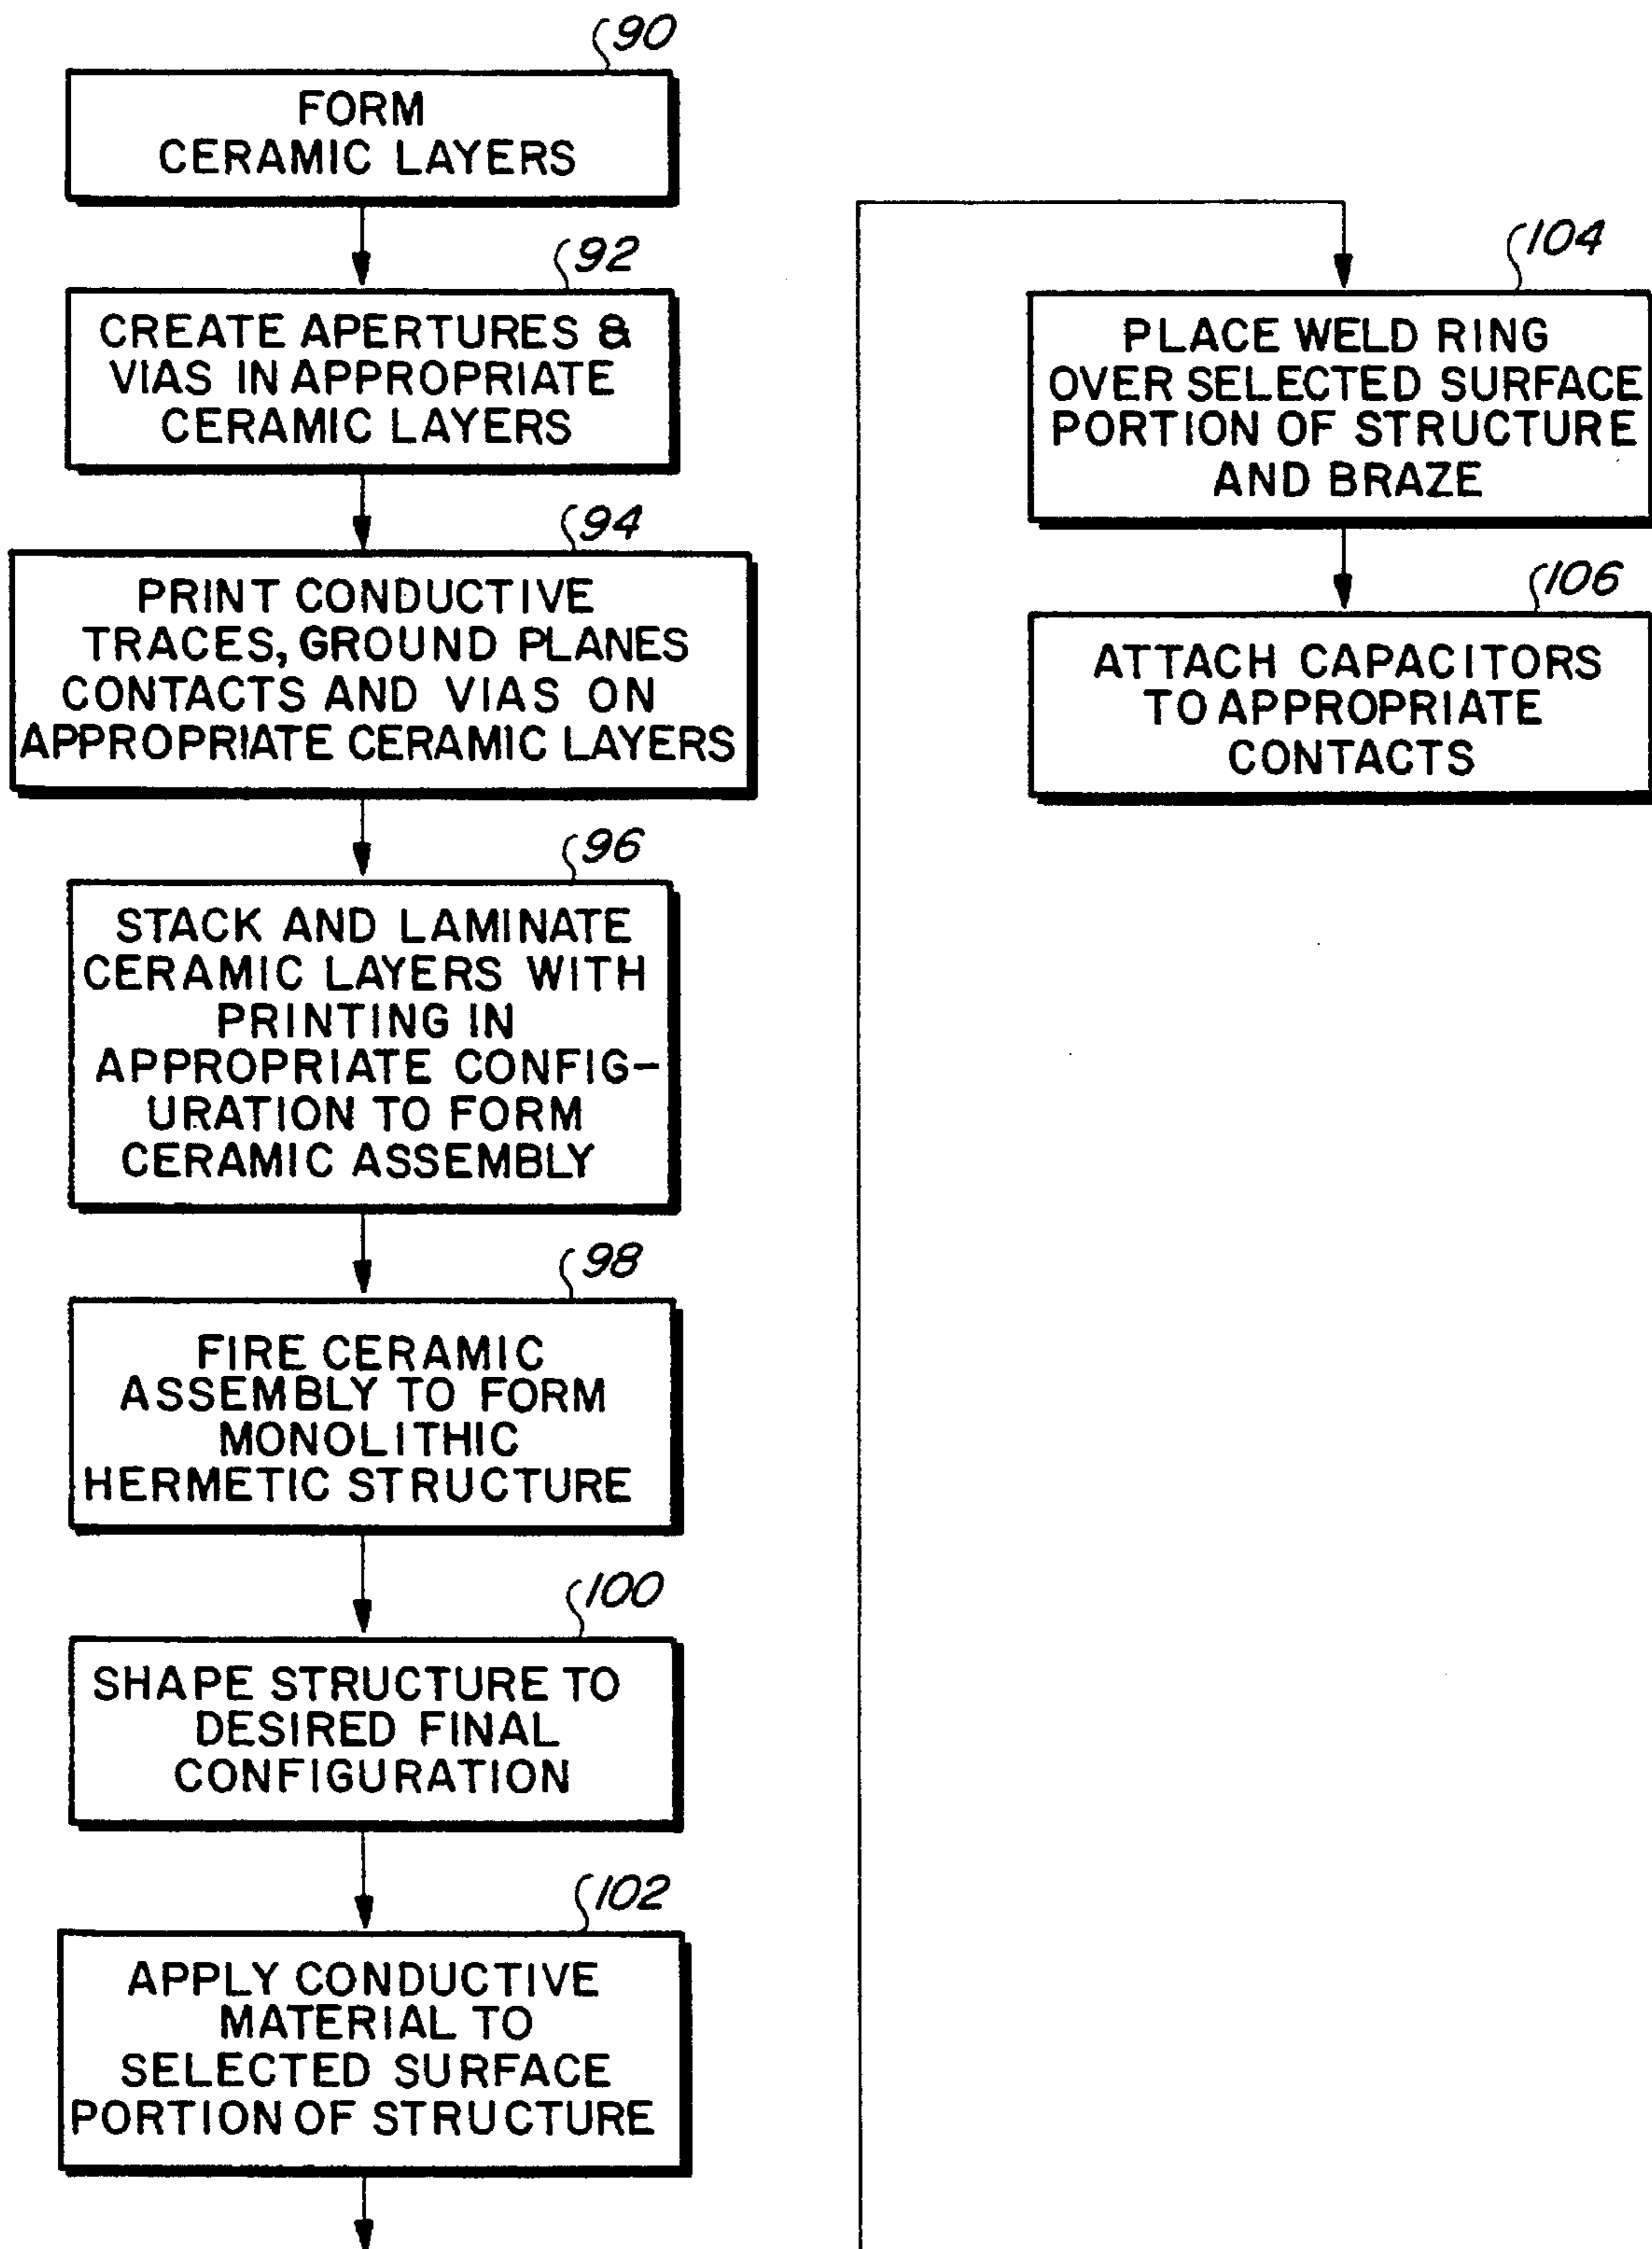 90
FORM
CERAMIC LAYERS
92
CREATE APERTURES &
VIAS IN APPROPRIATE
CERAMIC LAYERS
94
PRINT CONDUCTIVE
TRACES, GROUND PLANES
CONTACTS AND VIAS ON
APPROPRIATE CERAMIC LAYERS
96
STACK AND LAMINATE
CERAMIC LAYERS WITH
PRINTING IN
APPROPRIATE CONFIG-
URATION TO FORM
CERAMIC ASSEMBLY
98
FIRE CERAMIC
ASSEMBLY TO FORM
MONOLITHIC
HERMETIC STRUCTURE
100
SHAPE STRUCTURE TO
DESIRED FINAL
CONFIGURATION
102
APPLY CONDUCTIVE
MATERIAL TO
SELECTED SURFACE
PORTION OF STRUCTURE
104
PLACE WELD RING
OVER SELECTED SURFACE
PORTION OF STRUCTURE
AND BRAZE
106
ATTACH CAPACITORS
TO APPROPRIATE
CONTACTS